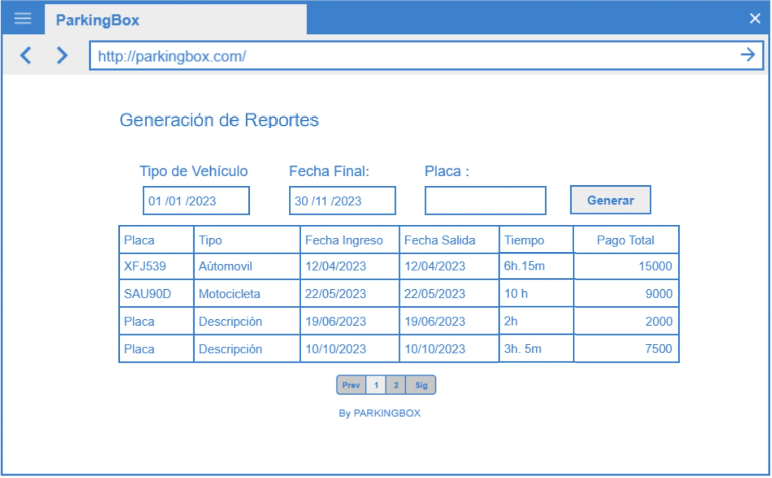 ParkingBox
http://parkingbox.com/
Generación de Reportes
Tipo de Vehículo Fecha Final: Placa :
01 /01 /2023 30 /11 /2023 Generar
Placa Tipo Fecha Ingreso Fecha Salida Tiempo Pago Total
XFJ539 Aútomovil 12/04/2023 12/04/2023 6h.15m 15000
SAU90D Motocicleta 22/05/2023 22/05/2023 10 h 9000
Placa Descripción 19/06/2023 19/06/2023 2h 2000
Placa Descripción 10/10/2023 10/10/2023 3h. 5m 7500
Prev 1 2 Sig
By PARKINGBOX